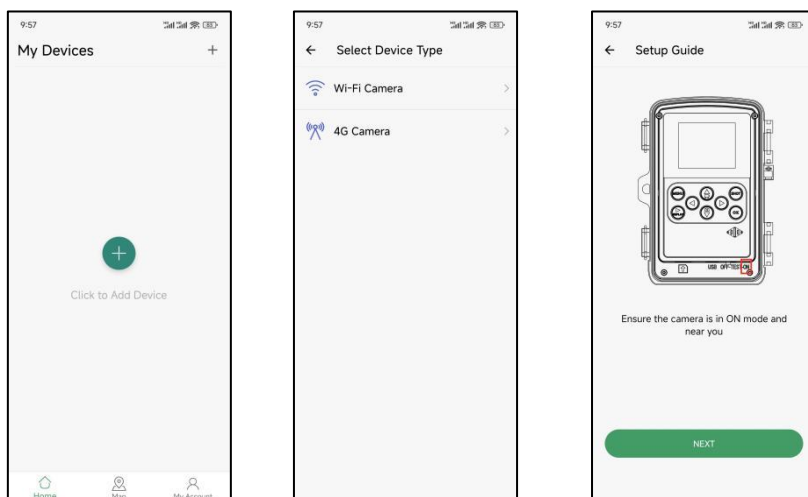 9:57
My Devices
+
Click to Add Device
Home
Map
My Account
9:57
Select Device Type
Wi-Fi Camera
4G Camera
9:57
Setup Guide
USB OFF-TEST-ON
Ensure the camera is in ON mode and
near you
NEXT